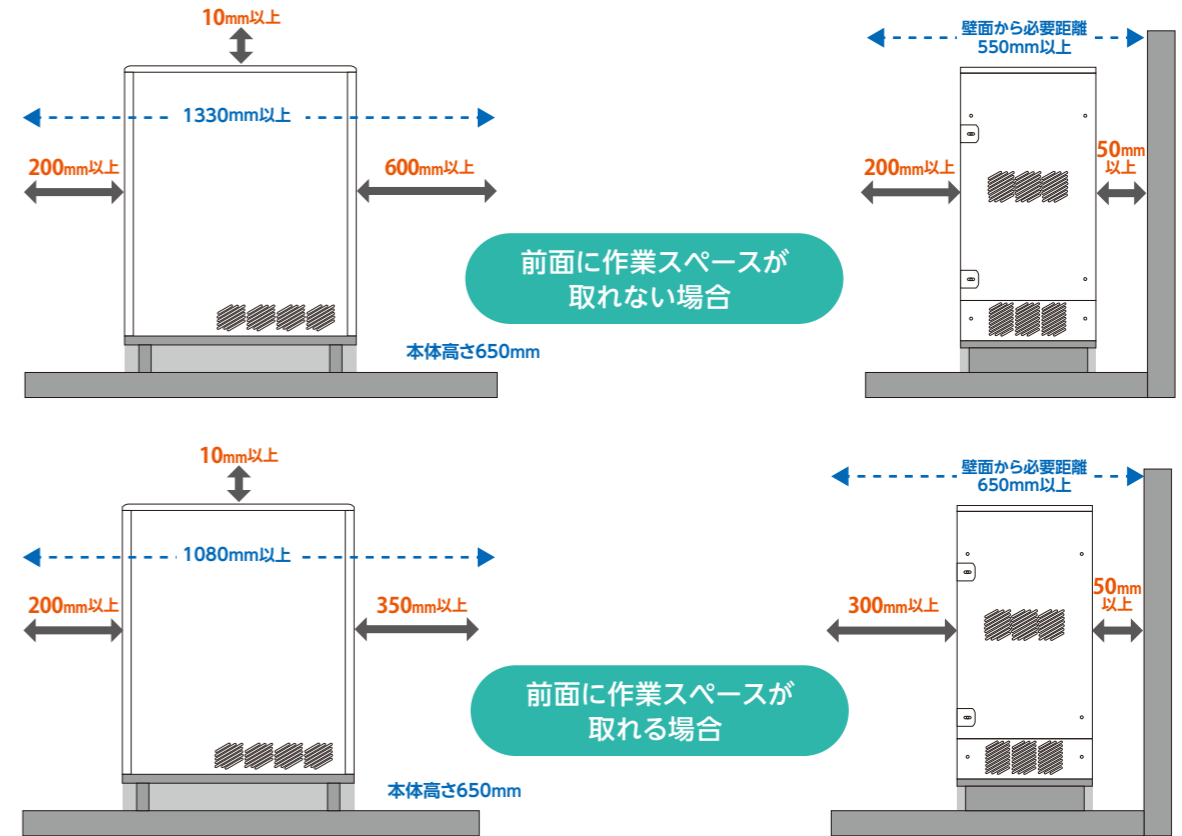 10mm以上
壁面から必要距離
550mm以上
1330mm以上
200mm以上
600mm以上
200mm以上
50mm
以上
前面に作業スペースが
取れない場合
本体高さ650mm
10mm以上
壁面から必要距離
650mm以上
1080mm以上
200mm以上
350mm以上
300mm以上
50mm
以上
前面に作業スペースが
取れる場合
本体高さ650mm